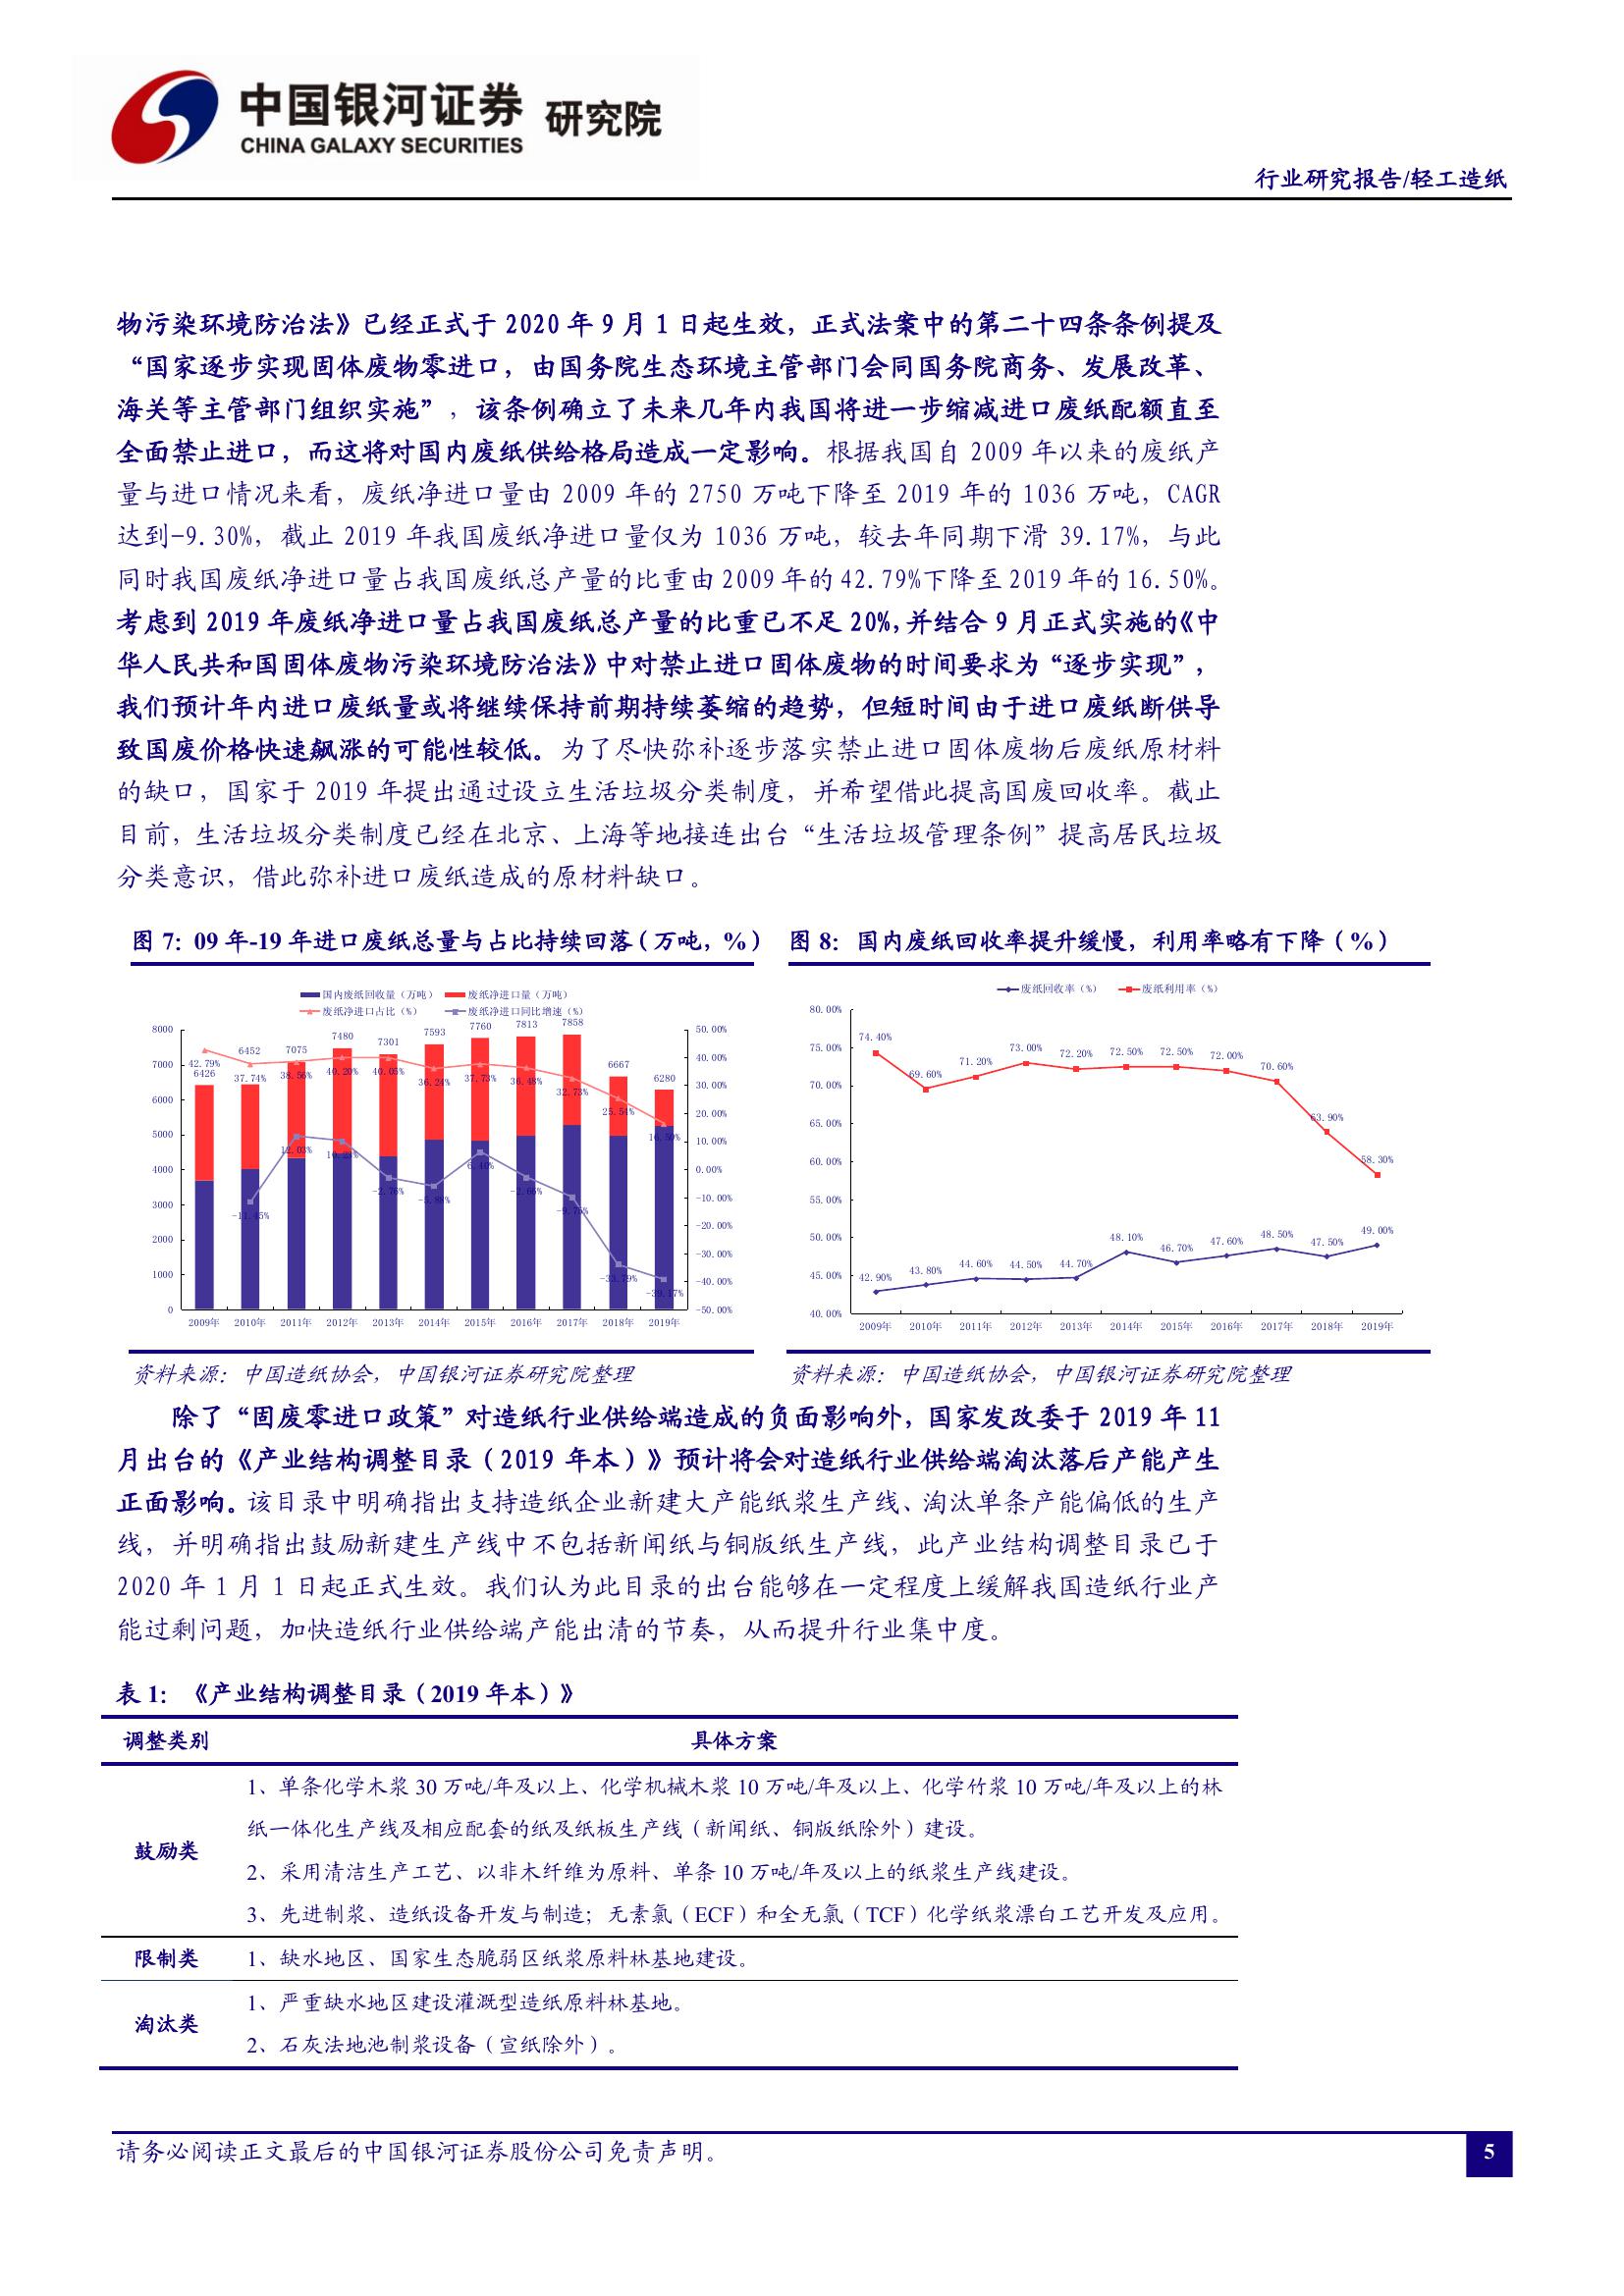 中国银河证券 研究院
CHINA GALAXY SECURITIES
行业研究报告/轻工造纸
物污染环境防治法》已经正式于 2020 年 9 月 1 日起生效，正式法案中的第二十四条条例提及
“国家逐步实现固体废物零进口，由国务院生态环境主管部门会同国务院商务、发展改革、
海关等主管部门组织实施”，该条例确立了未来几年内我国将进一步缩减进口废纸配额直至
全面禁止进口，而这将对国内废纸供给格局造成一定影响。根据我国自 2009 年以来的废纸产
量与进口情况来看，废纸净进口量由 2009 年的 2750 万吨下降至 2019 年的 1036 万吨，CAGR
达到-9.30%，截止 2019 年我国废纸净进口量仅为 1036 万吨，较去年同期下滑 39.17%，与此
同时我国废纸净进口量占我国废纸总产量的比重由 2009 年的 42.79%下降至 2019 年的 16.50%。
考虑到 2019 年废纸净进口量占我国废纸总产量的比重已不足 20%，并结合 9 月正式实施的《中
华人民共和国固体废物污染环境防治法》中对禁止进口固体废物的时间要求为“逐步实现”，
我们预计年内进口废纸量或将继续保持前期持续萎缩的趋势，但短时间由于进口废纸断供导
致国废价格快速飙涨的可能性较低。为了尽快弥补逐步落实禁止进口固体废物后废纸原材料
的缺口，国家于 2019 年提出通过设立生活垃圾分类制度，并希望借此提高国废回收率。截止
目前，生活垃圾分类制度已经在北京、上海等地接连出台“生活垃圾管理条例”提高居民垃圾
分类意识，借此弥补进口废纸造成的原材料缺口。
图 7：09 年-19 年进口废纸总量与占比持续回落（万吨，%）
国内废纸回收量（万吨） 废纸净进口量（万吨）
废纸净进口占比（%） 废纸净进口同比增速（%）
8000
7000
6000
5000
4000
3000
2000
1000
0
6426 6452 7075 7480 7301 7593 7760 7813 7858 6667 6280
42.79% 37.74% 38.56% 40.20% 40.05% 36.24% 37.73% 36.48% 32.73% 25.54% 16.50%
-11.45% 12.03% 10.23% -2.76% -5.88% 6.40% -2.66% -9.75% -33.79% -39.17%
50.00%
40.00%
30.00%
20.00%
10.00%
0.00%
-10.00%
-20.00%
-30.00%
-40.00%
-50.00%
2009年 2010年 2011年 2012年 2013年 2014年 2015年 2016年 2017年 2018年 2019年
资料来源：中国造纸协会，中国银河证券研究院整理
图 8：国内废纸回收率提升缓慢，利用率略有下降（%）
废纸回收率（%） 废纸利用率（%）
80.00%
75.00%
70.00%
65.00%
60.00%
55.00%
50.00%
45.00%
40.00%
74.40% 69.60% 71.20% 73.00% 72.20% 72.50% 72.50% 72.00% 70.60% 63.90% 58.30%
42.90% 43.80% 44.60% 44.50% 44.70% 48.10% 46.70% 47.60% 48.50% 47.50% 49.00%
2009年 2010年 2011年 2012年 2013年 2014年 2015年 2016年 2017年 2018年 2019年
资料来源：中国造纸协会，中国银河证券研究院整理
除了“固废零进口政策”对造纸行业供给端造成的负面影响外，国家发改委于 2019 年 11
月出台的《产业结构调整目录（2019 年本）》预计将会对造纸行业供给端淘汰落后产能产生
正面影响。该目录中明确指出支持造纸企业新建大产能纸浆生产线、淘汰单条产能偏低的生产
线，并明确指出鼓励新建生产线中不包括新闻纸与铜版纸生产线，此产业结构调整目录已于
2020 年 1 月 1 日起正式生效。我们认为此目录的出台能够在一定程度上缓解我国造纸行业产
能过剩问题，加快造纸行业供给端产能出清的节奏，从而提升行业集中度。
表 1：《产业结构调整目录（2019 年本）》
调整类别 具体方案
鼓励类
1、单条化学木浆 30 万吨/年及以上、化学机械木浆 10 万吨/年及以上、化学竹浆 10 万吨/年及以上的林
纸一体化生产线及相应配套的纸及纸板生产线（新闻纸、铜版纸除外）建设。
2、采用清洁生产工艺、以非木纤维为原料、单条 10 万吨/年及以上的纸浆生产线建设。
3、先进制浆、造纸设备开发与制造；无素氯（ECF）和全无氯（TCF）化学纸浆漂白工艺开发及应用。
限制类 1、缺水地区、国家生态脆弱区纸浆原料林基地建设。
淘汰类
1、严重缺水地区建设灌溉型造纸原料林基地。
2、石灰法地池制浆设备（宣纸除外）。
请务必阅读正文最后的中国银河证券股份公司免责声明。
5